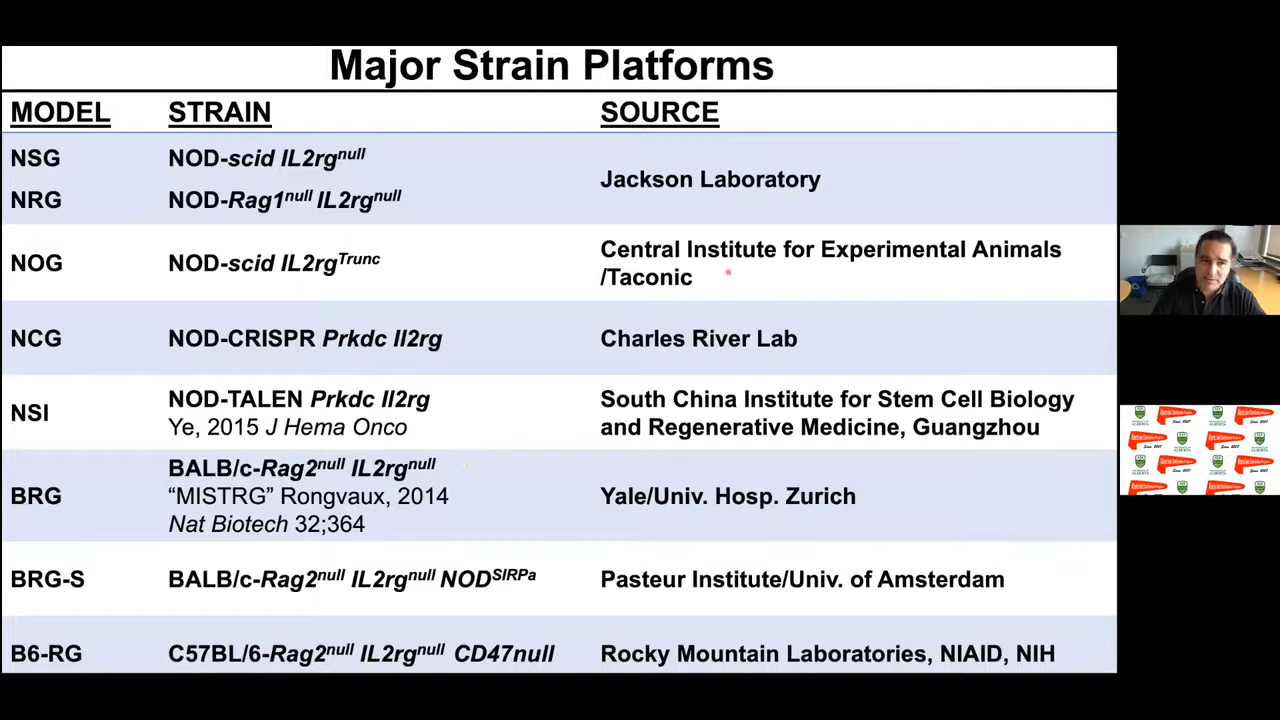 Major Strain Platforms
MODEL STRAIN SOURCE
NSG NOD-scid IL2rgnull
Jackson Laboratory
NRG NOD-Rag1null IL2rgnull
NOG NOD-scid IL2rgTrunc
Central Institute for Experimental Animals
/Taconic
NCG NOD-CRISPR Prkdc Il2rg Charles River Lab
NSI
NOD-TALEN Prkdc Il2rg
Ye, 2015 J Hema Onco
South China Institute for Stem Cell Biology
and Regenerative Medicine, Guangzhou
BRG
BALB/c-Rag2null IL2rgnull
“MISTRG” Rongvaux, 2014
Nat Biotech 32;364
Yale/Univ. Hosp. Zurich
BRG-S BALB/c-Rag2null IL2rgnull NODSIRPa Pasteur Institute/Univ. of Amsterdam
B6-RG C57BL/6-Rag2null IL2rgnull CD47null Rocky Mountain Laboratories, NIAID, NIH